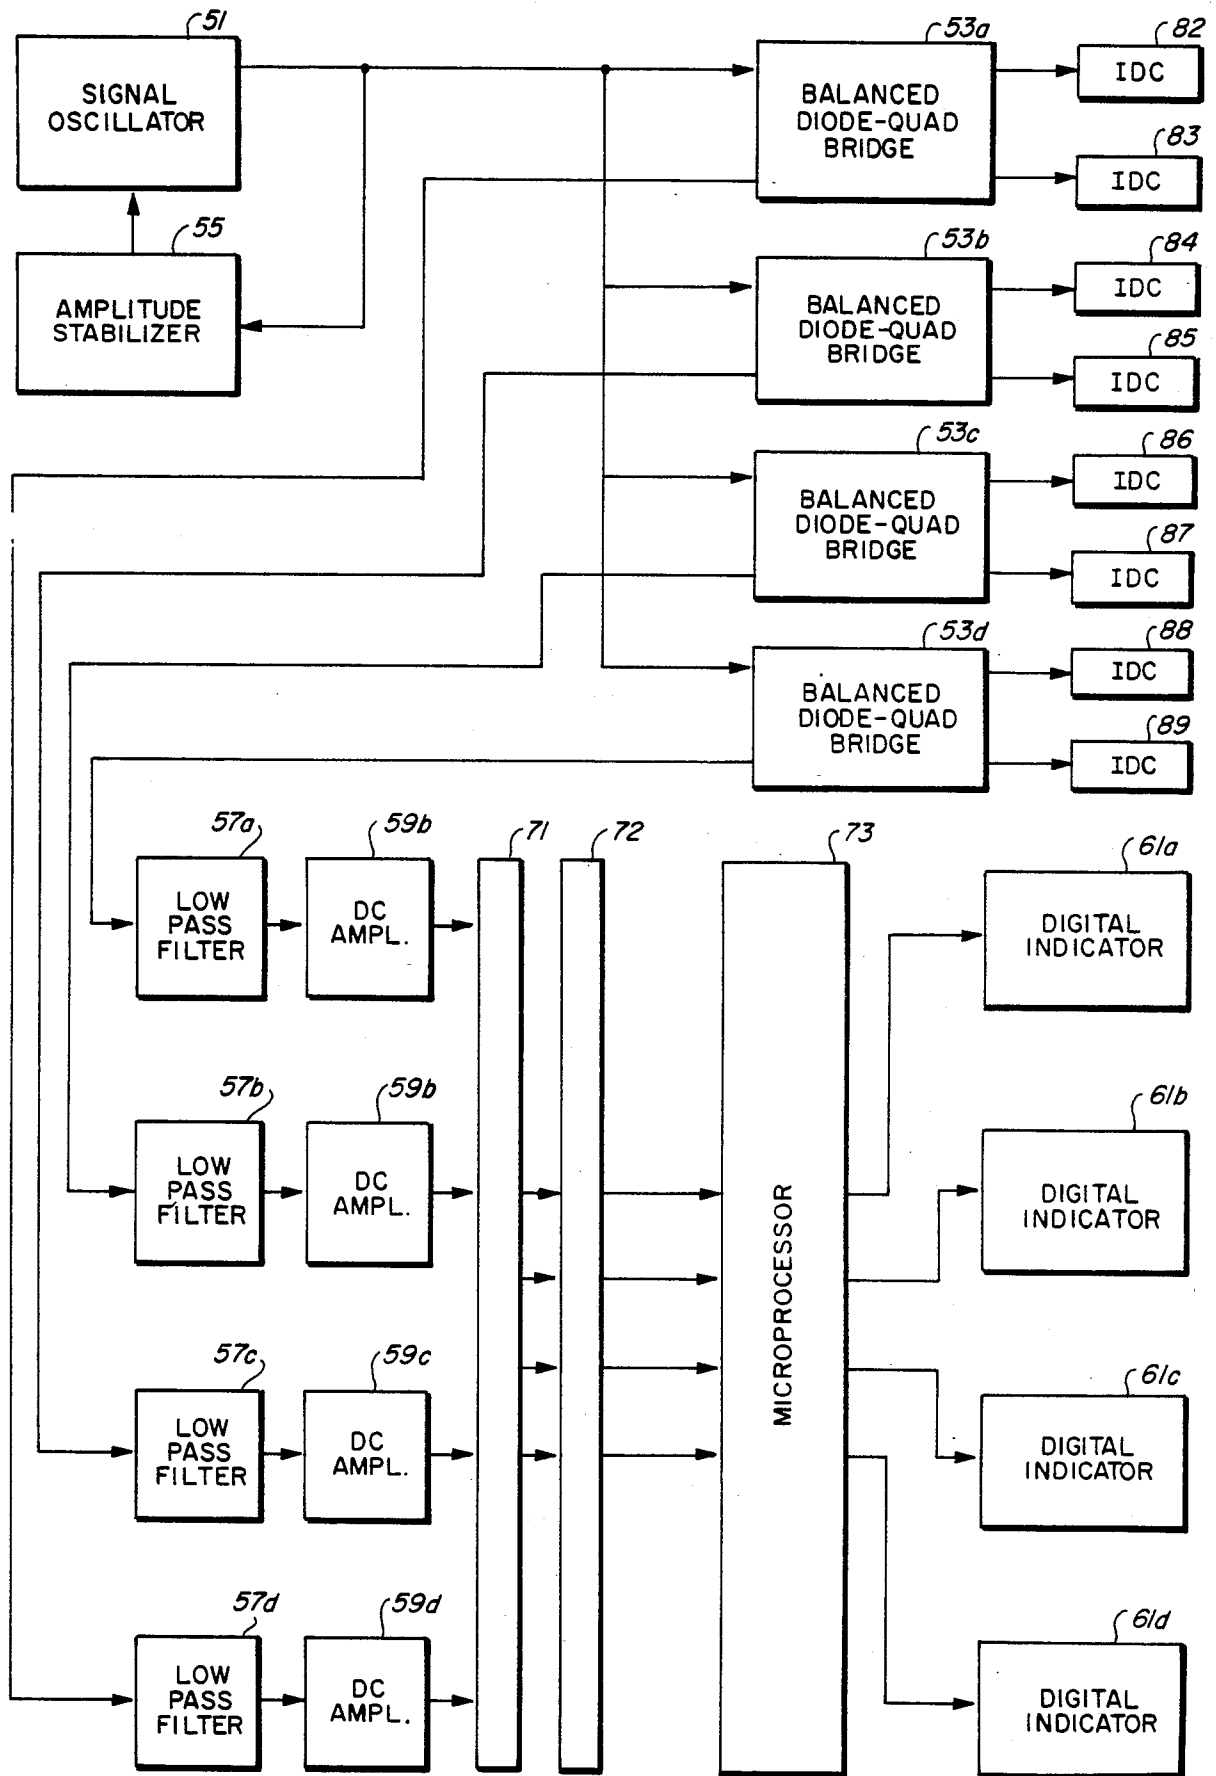 51
SIGNAL
OSCILLATOR
53a
BALANCED
DIODE-QUAD
BRIDGE
82
IDC
83
IDC
55
AMPLITUDE
STABILIZER
53b
BALANCED
DIODE-QUAD
BRIDGE
84
IDC
85
IDC
53c
BALANCED
DIODE-QUAD
BRIDGE
86
IDC
87
IDC
53d
BALANCED
DIODE-QUAD
BRIDGE
88
IDC
89
IDC
57a
LOW
PASS
FILTER
59b
DC
AMPL.
71
72
73
MICROPROCESSOR
61a
DIGITAL
INDICATOR
57b
LOW
PASS
FILTER
59b
DC
AMPL.
61b
DIGITAL
INDICATOR
57c
LOW
PASS
FILTER
59c
DC
AMPL.
61c
DIGITAL
INDICATOR
57d
LOW
PASS
FILTER
59d
DC
AMPL.
61d
DIGITAL
INDICATOR